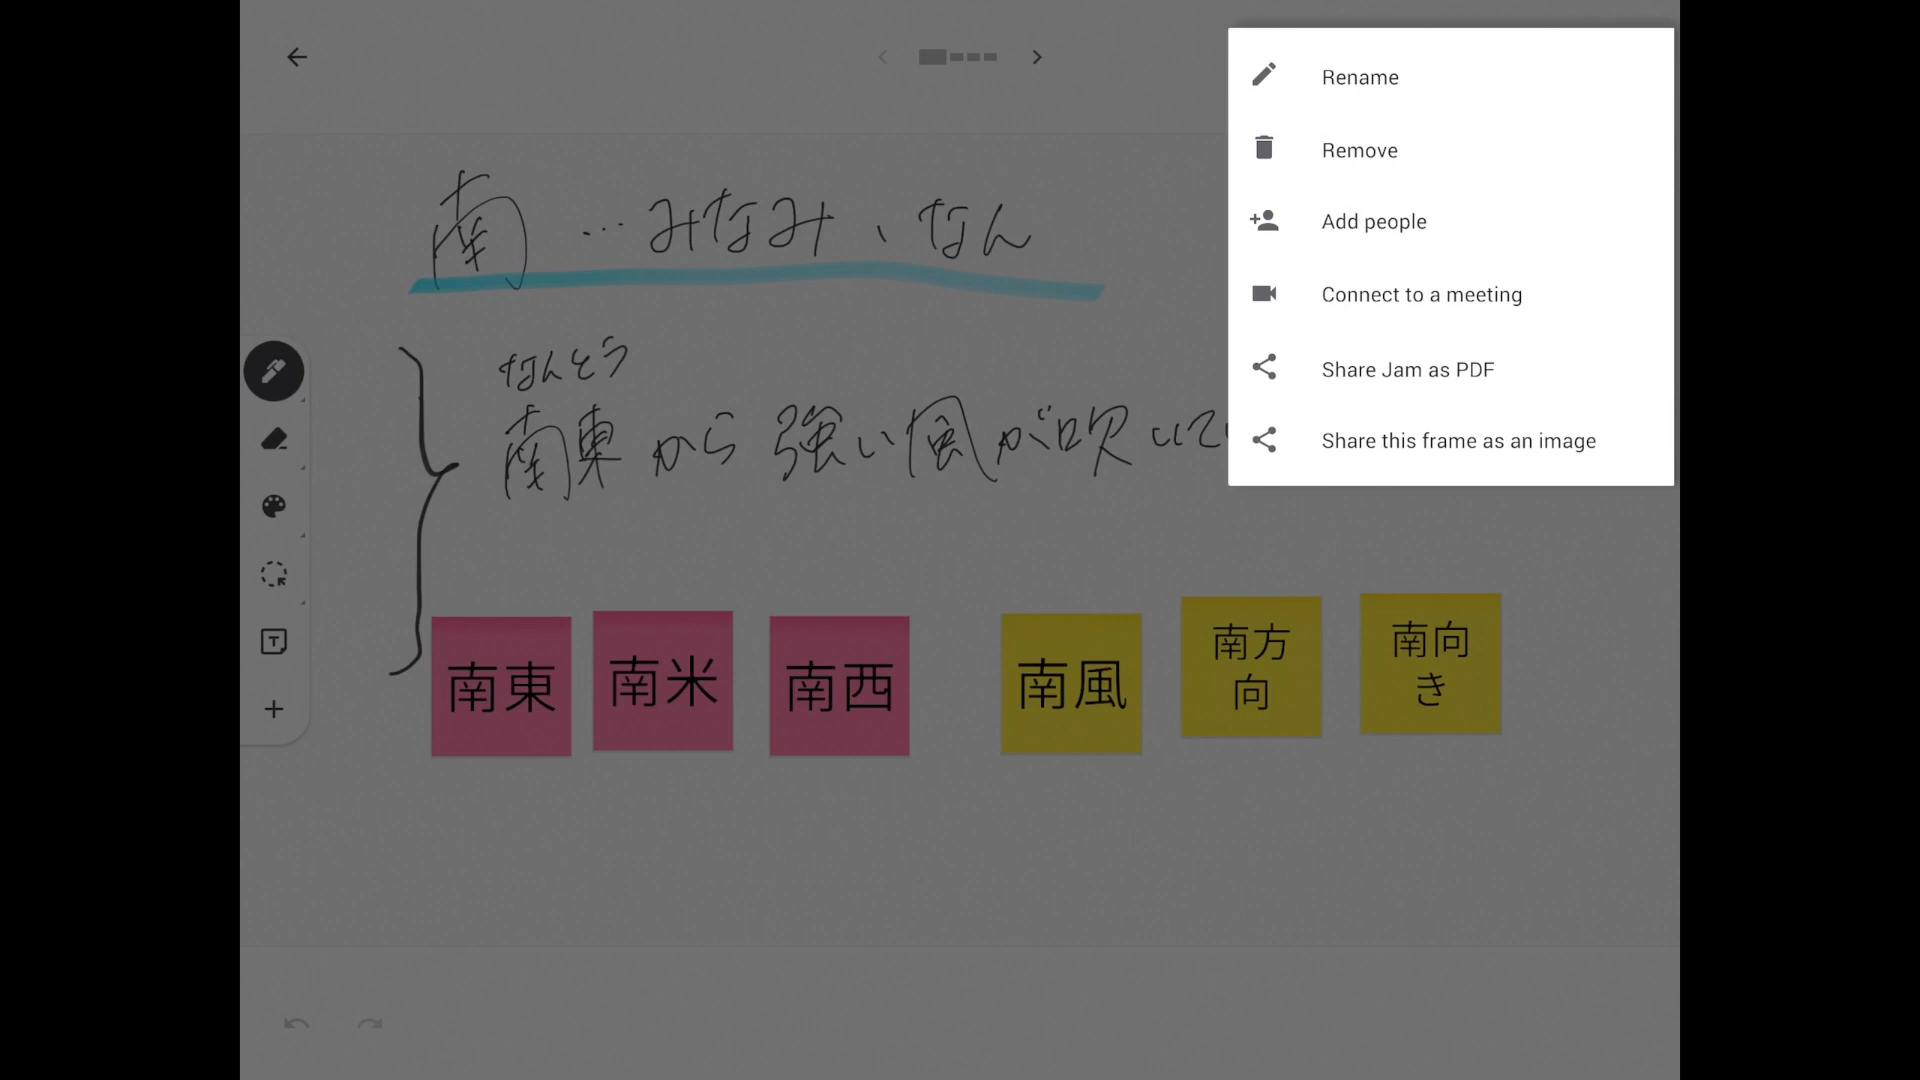 Rename
Remove
Add people
Connect to a meeting
Share Jam as PDF
Share this frame as an image
南…みなみ、なん
なんとう
南東から強い風が吹いて
南東
南米
南西
南風
南方
向
南向
き